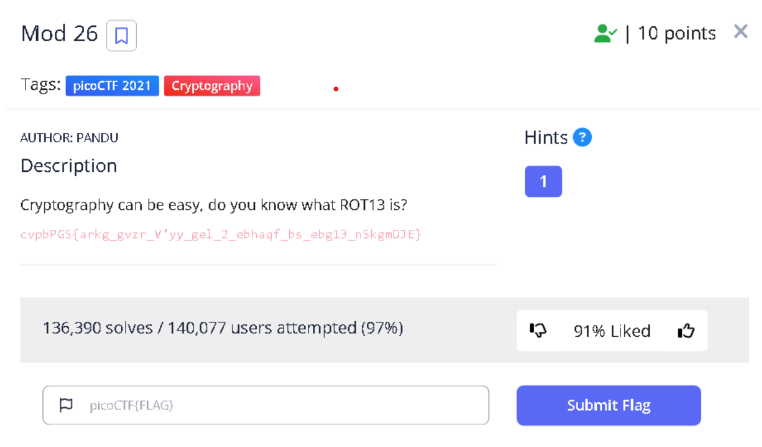 Mod 26
| 10 points
Tags: picoCTF 2021 Cryptography
AUTHOR: PANDU
Hints ?
Description
1
Cryptography can be easy, do you know what ROT13 is?
cvpbPGS{arkg_gvzr_V'yy_gel_2_ebhaqf_bs_ebg13_nSkgmDJE}
136,390 solves / 140,077 users attempted (97%)
91% Liked
picoCTF{FLAG}
Submit Flag